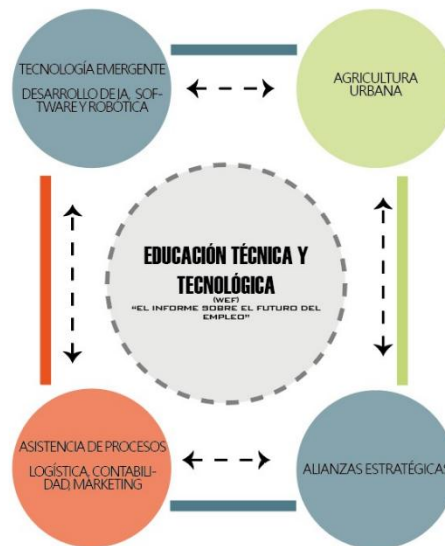 TECNOLOGÍA EMERGENTE
DESARROLLO DE IA, SOF-
TWARE Y ROBÓTICA
AGRICULTURA
URBANA
EDUCACIÓN TÉCNICA Y
TECNOLÓGICA
(WEF)
"EL INFORME SOBRE EL FUTURO DEL
EMPLEO"
ASISTENCIA DE PROCESOS
LOGÍSTICA, CONTABILI-
DAD, MARKETING
ALIANZAS ESTRATÉGICAS